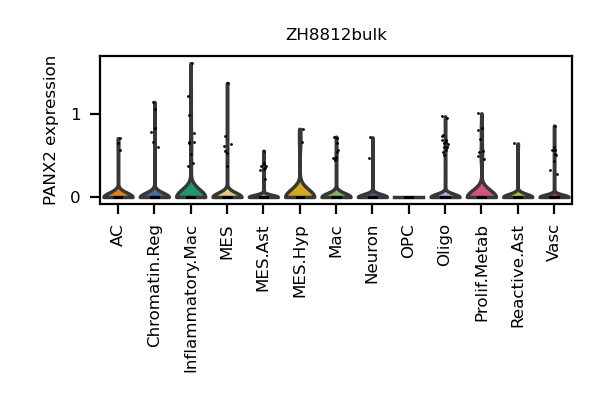 ZH8812bulk
PANX2 expression
1
0
AC
Chromatin.Reg
Inflammatory.Mac
MES
MES.Ast
MES.Hyp
Mac
Neuron
OPC
Oligo
Prolif.Metab
Reactive.Ast
Vasc